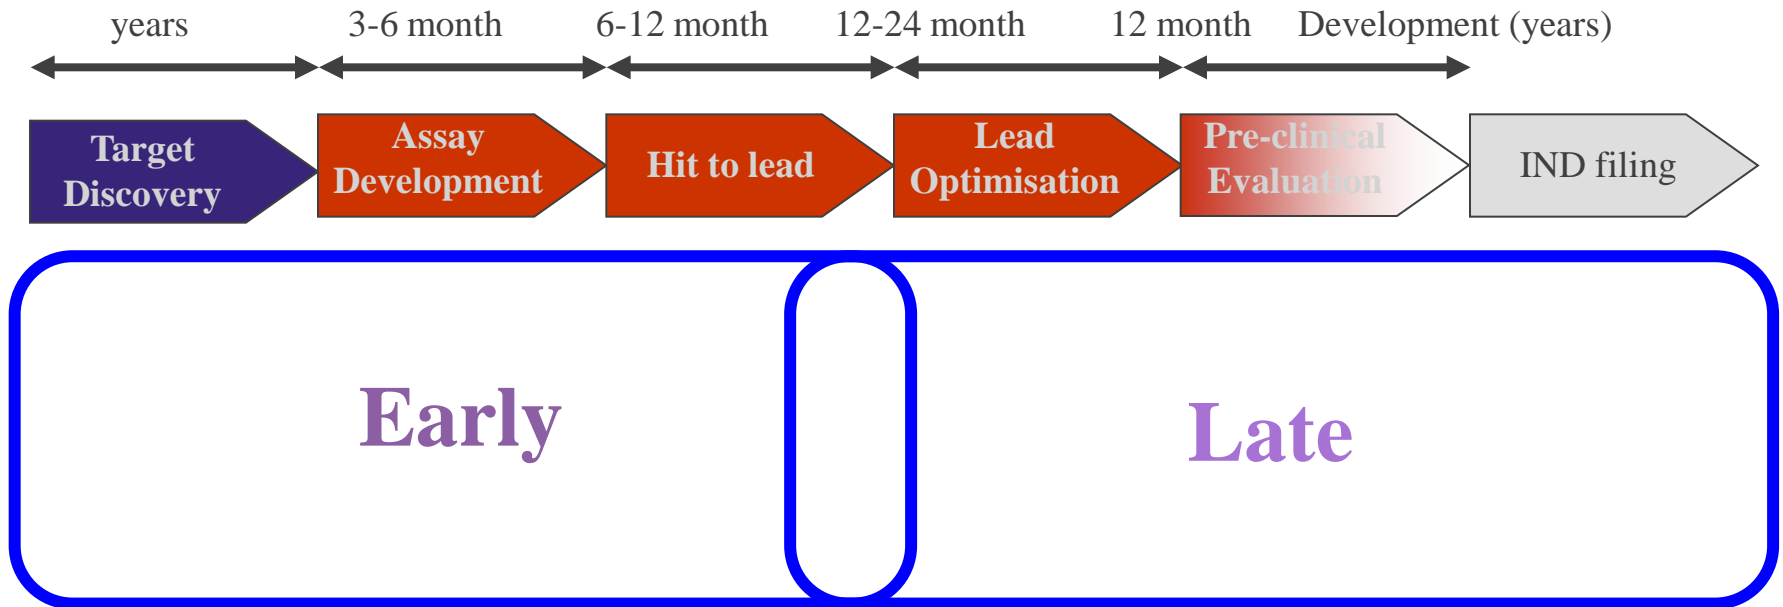 years 3-6 month 6-12 month 12-24 month 12 month Development (years)
Target
Discovery
Assay
Development
Hit to lead
Lead
Optimisation
Pre-clinical
Evaluation
IND filing
Early
Late